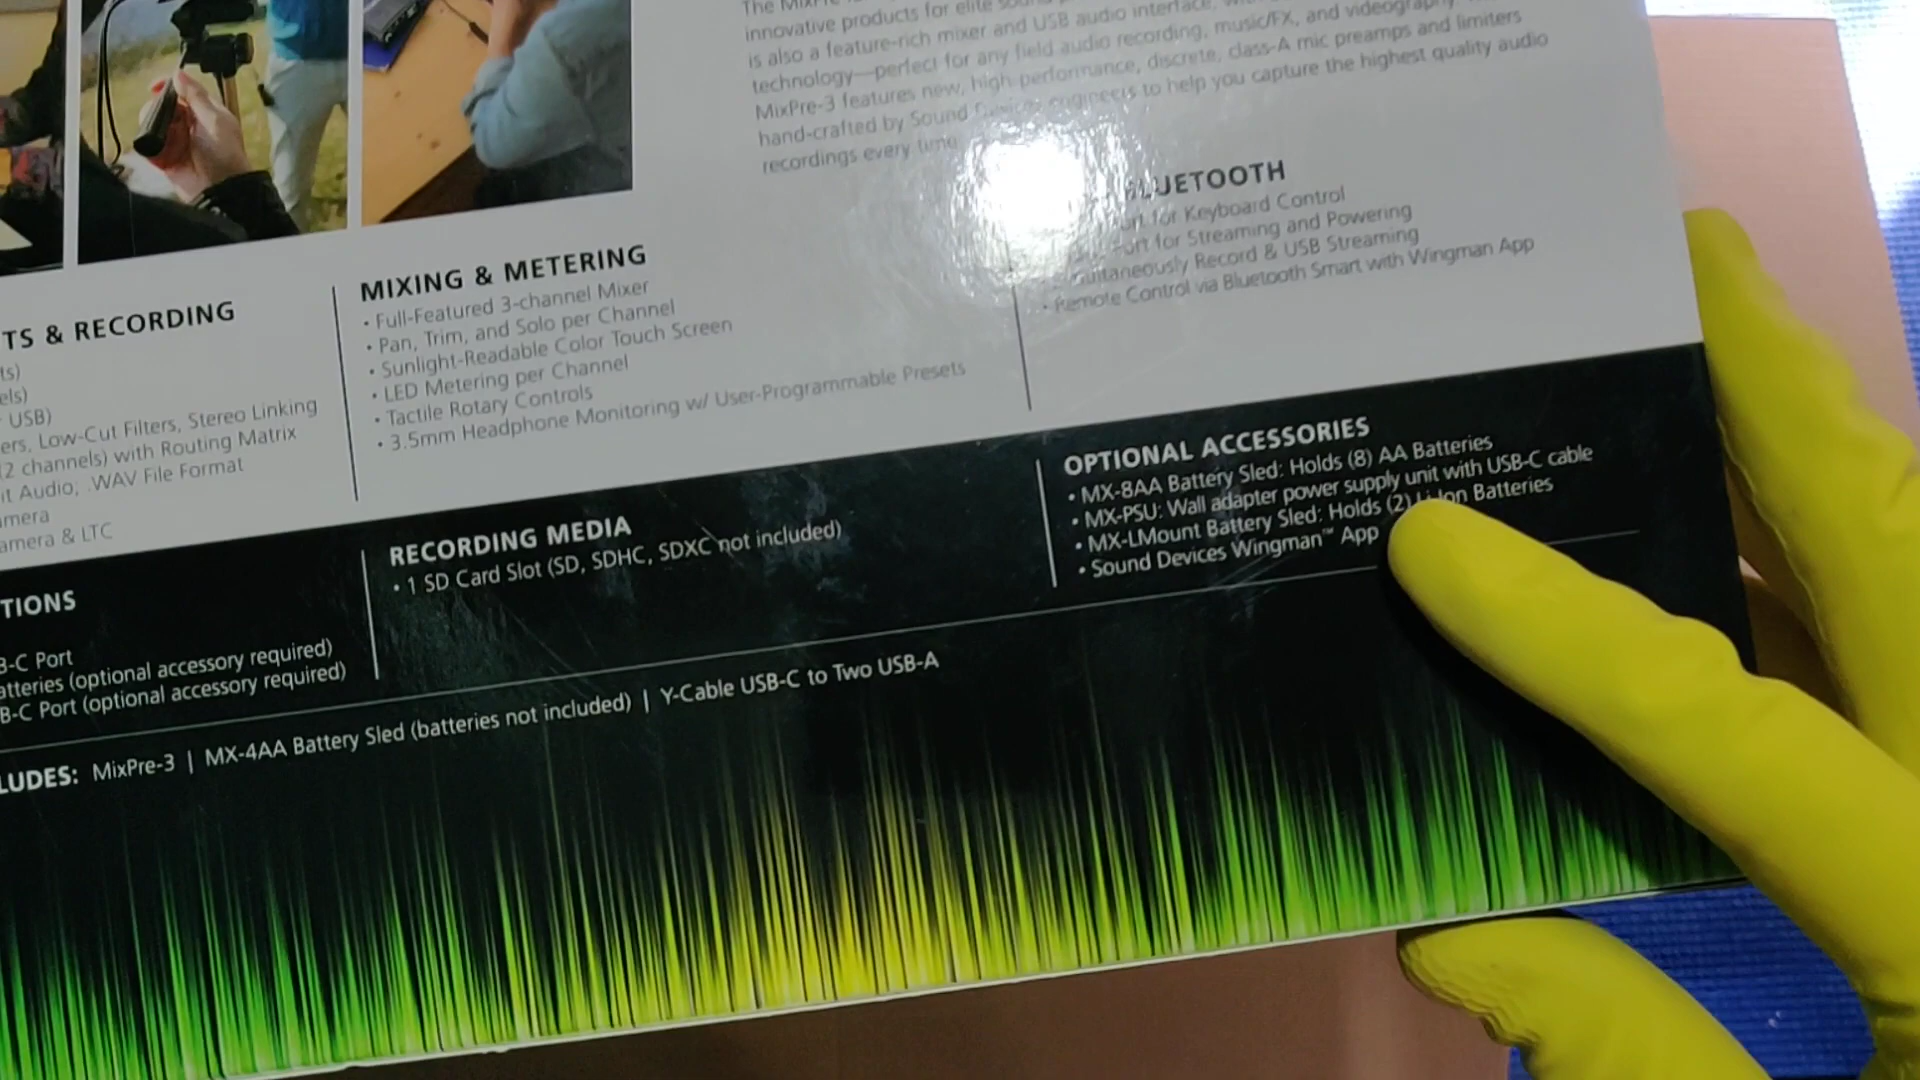 The MixPre
innovative products for elite sound
is also a feature-rich mixer and USB audio interface,
technology—perfect for any field audio recording, music/FX, and videography.
MixPre-3 features new, high performance, discrete, class-A mic preamps and limiters
hand-crafted by Sound Devices engineers to help you capture the highest quality audio
recordings every time
TS & RECORDING
ts)
els)
USB)
ers, Low-Cut Filters, Stereo Linking
(2 channels) with Routing Matrix
it Audio, .WAV File Format
amera
amera & LTC
MIXING & METERING
• Full-Featured 3-channel Mixer
• Pan, Trim, and Solo per Channel
• Sunlight-Readable Color Touch Screen
• LED Metering per Channel
• Tactile Rotary Controls
• 3.5mm Headphone Monitoring w/ User-Programmable Presets
LUETOOTH
ort for Keyboard Control
ort for Streaming and Powering
ultaneously Record & USB Streaming
• Remote Control via Bluetooth Smart with Wingman App
TIONS
B-C Port
atteries (optional accessory required)
B-C Port (optional accessory required)
RECORDING MEDIA
• 1 SD Card Slot (SD, SDHC, SDXC not included)
OPTIONAL ACCESSORIES
• MX-8AA Battery Sled: Holds (8) AA Batteries
• MX-PSU: Wall adapter power supply unit with USB-C cable
• MX-LMount Battery Sled: Holds (2) Li-Ion Batteries
• Sound Devices Wingman™ App
LUDES: MixPre-3 | MX-4AA Battery Sled (batteries not included) | Y-Cable USB-C to Two USB-A